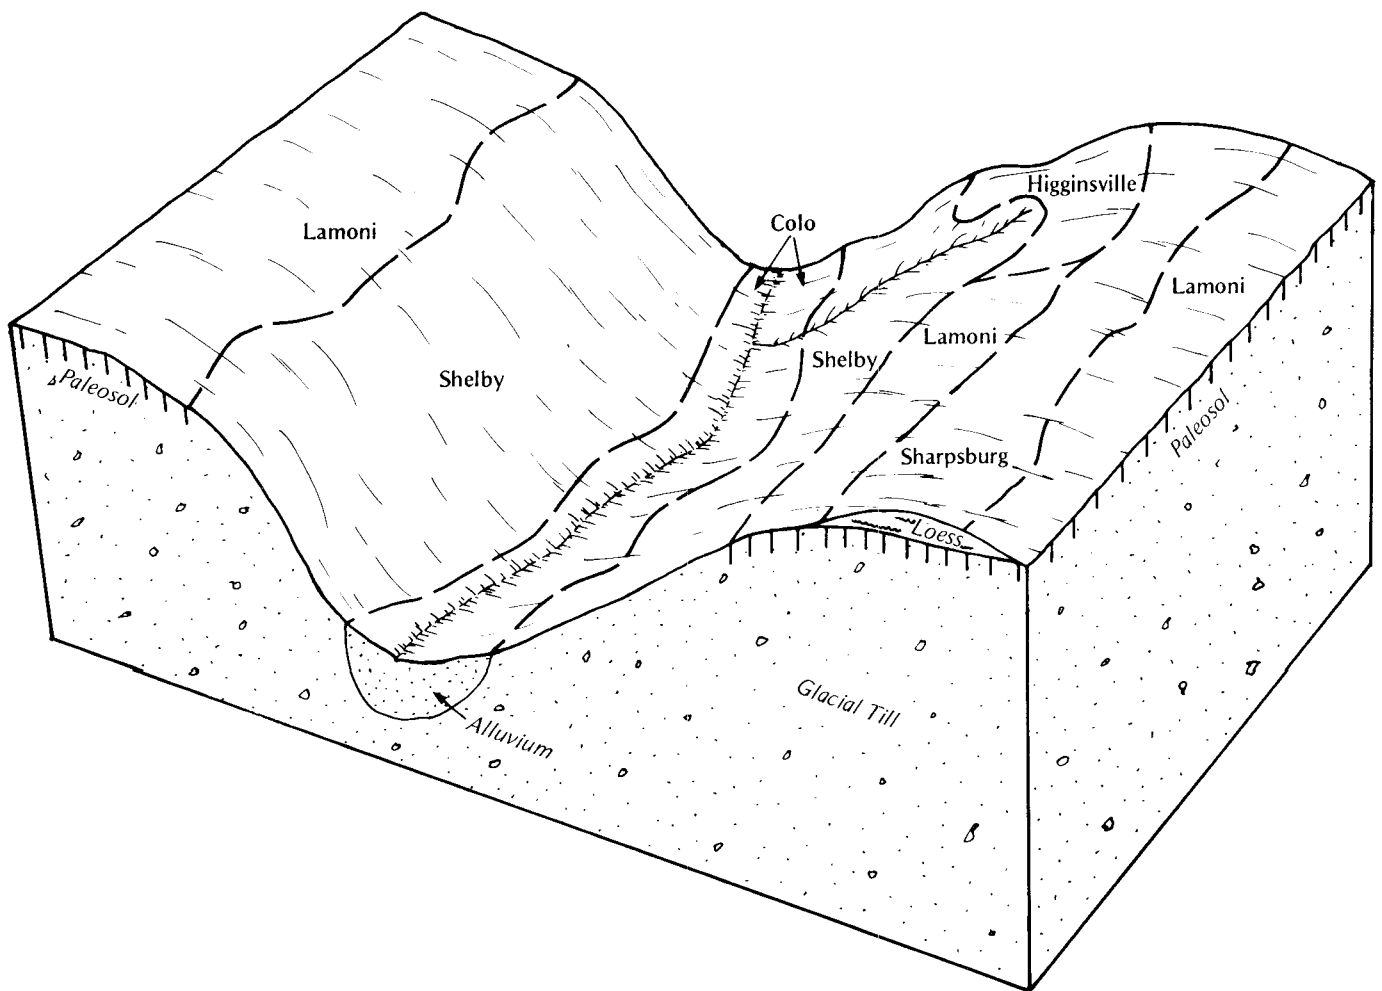 Higginsville
Colo
Lamoni
Lamoni
Lamoni
Shelby
Shelby
Paleosol
Paleosol
Sharpsburg
Loess
Glacial Till
Alluvium